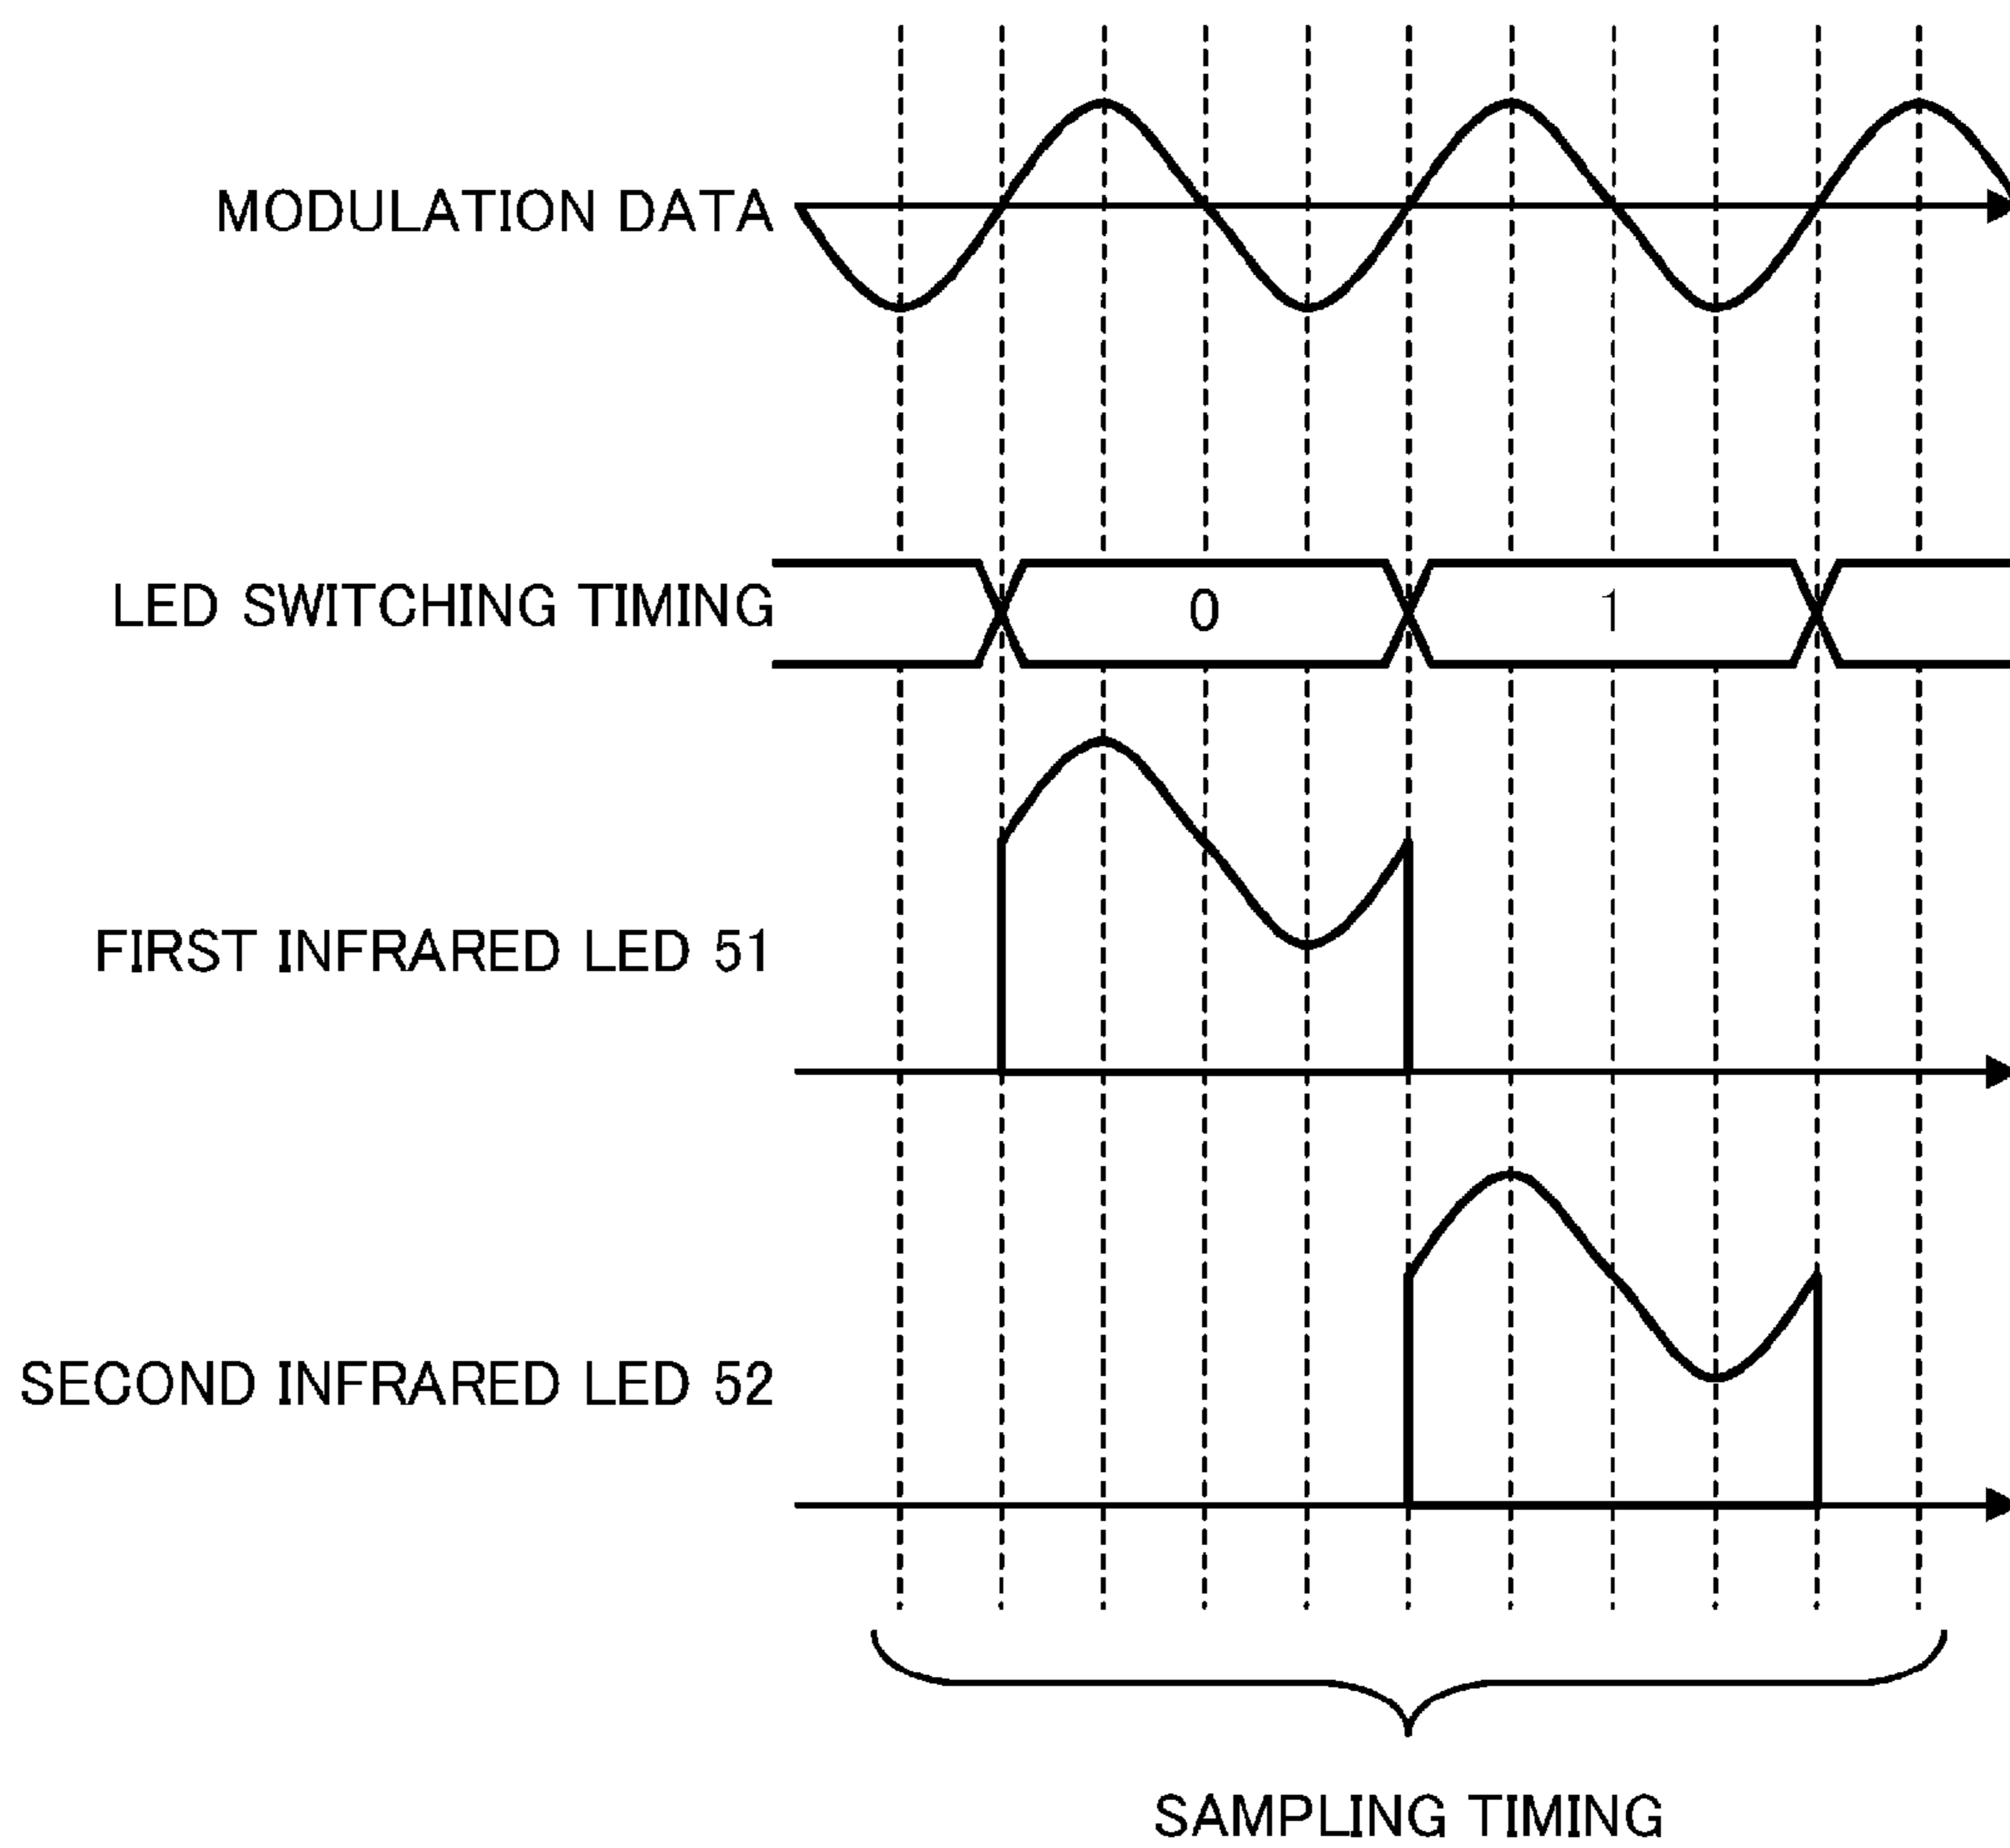 MODULATION DATA
LED SWITCHING TIMING
0
1
FIRST INFRARED LED 51
SECOND INFRARED LED 52
SAMPLING TIMING